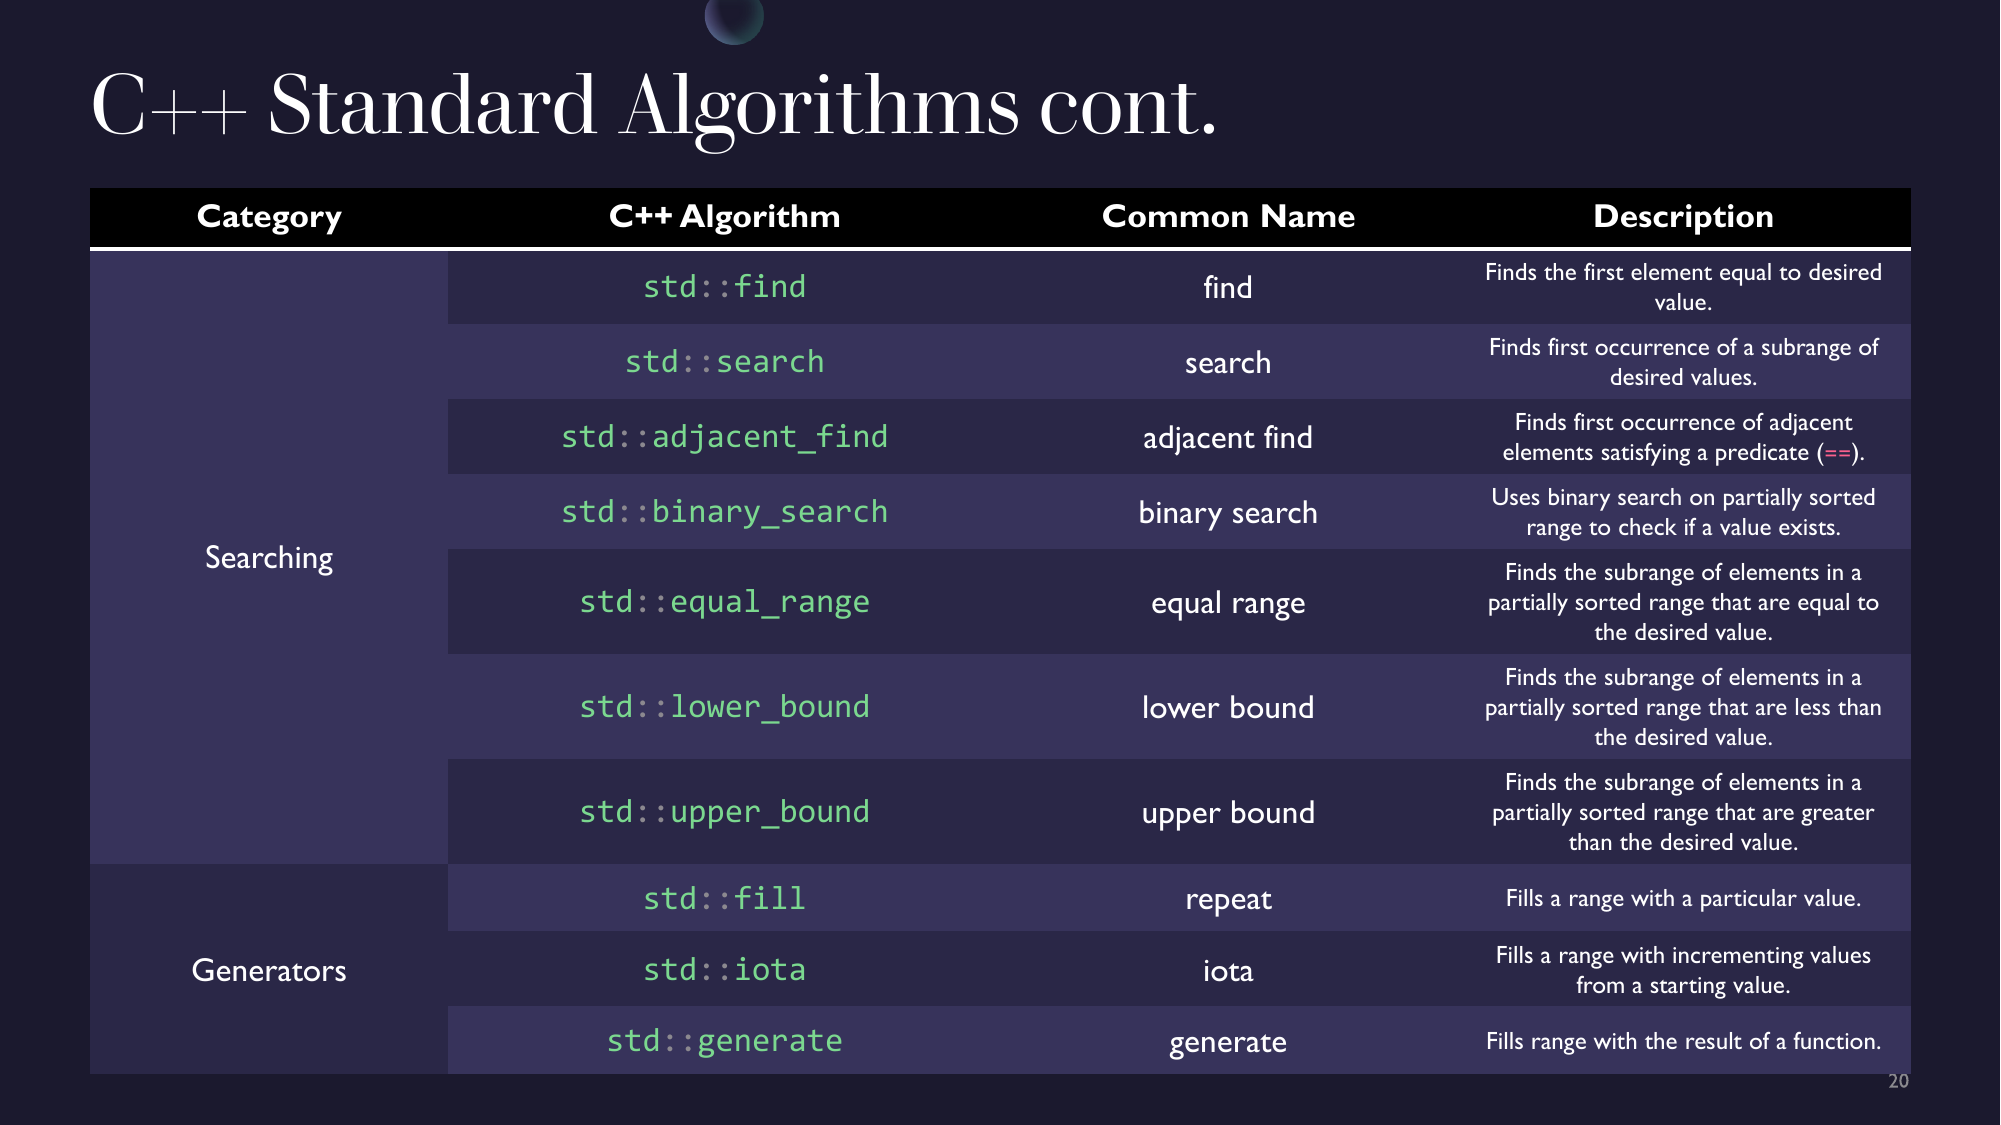 C++ Standard Algorithms cont.
Category C++ Algorithm Common Name Description
Searching
std::find
find
Finds the first element equal to desired
value.
std::search
search
Finds first occurrence of a subrange of
desired values.
std::adjacent_find
adjacent find
Finds first occurrence of adjacent
elements satisfying a predicate (==).
std::binary_search
binary search
Uses binary search on partially sorted
range to check if a value exists.
std::equal_range
equal range
Finds the subrange of elements in a
partially sorted range that are equal to
the desired value.
std::lower_bound
lower bound
Finds the subrange of elements in a
partially sorted range that are less than
the desired value.
std::upper_bound
upper bound
Finds the subrange of elements in a
partially sorted range that are greater
than the desired value.
Generators
std::fill
repeat
Fills a range with a particular value.
std::iota
iota
Fills a range with incrementing values
from a starting value.
std::generate
generate
Fills range with the result of a function.
20